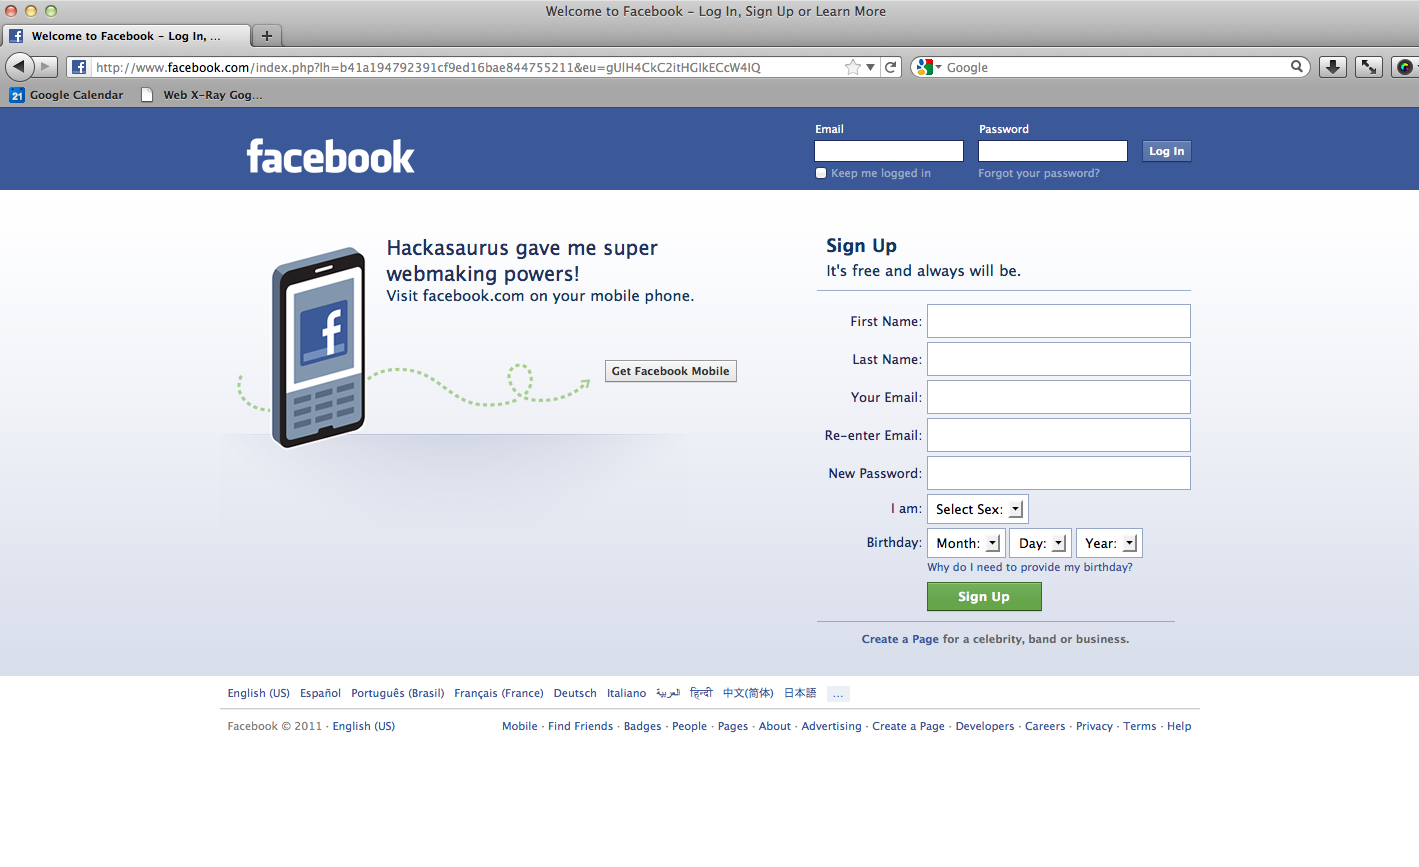 Welcome to Facebook - Log In, Sign Up or Learn More
Welcome to Facebook - Log In, ...
http://www.facebook.com/index.php?lh=b41a194792391cf9ed16bae844755211&eu=gUlH4CkC2itHGIkECcW4IQ
Google
21 Google Calendar
Web X-Ray Gog...
facebook
Email
Password
Log In
Keep me logged in
Forgot your password?
Hackasaurus gave me super
webmaking powers!
Visit facebook.com on your mobile phone.
f
Get Facebook Mobile
Sign Up
It's free and always will be.
First Name:
Last Name:
Your Email:
Re-enter Email:
New Password:
I am: Select Sex:
Birthday: Month: Day: Year:
Why do I need to provide my birthday?
Sign Up
Create a Page for a celebrity, band or business.
English (US) Español Português (Brasil) Français (France) Deutsch Italiano العربية हिन्दी 中文(简体) 日本語 ...
Facebook © 2011 · English (US)
Mobile · Find Friends · Badges · People · Pages · About · Advertising · Create a Page · Developers · Careers · Privacy · Terms · Help